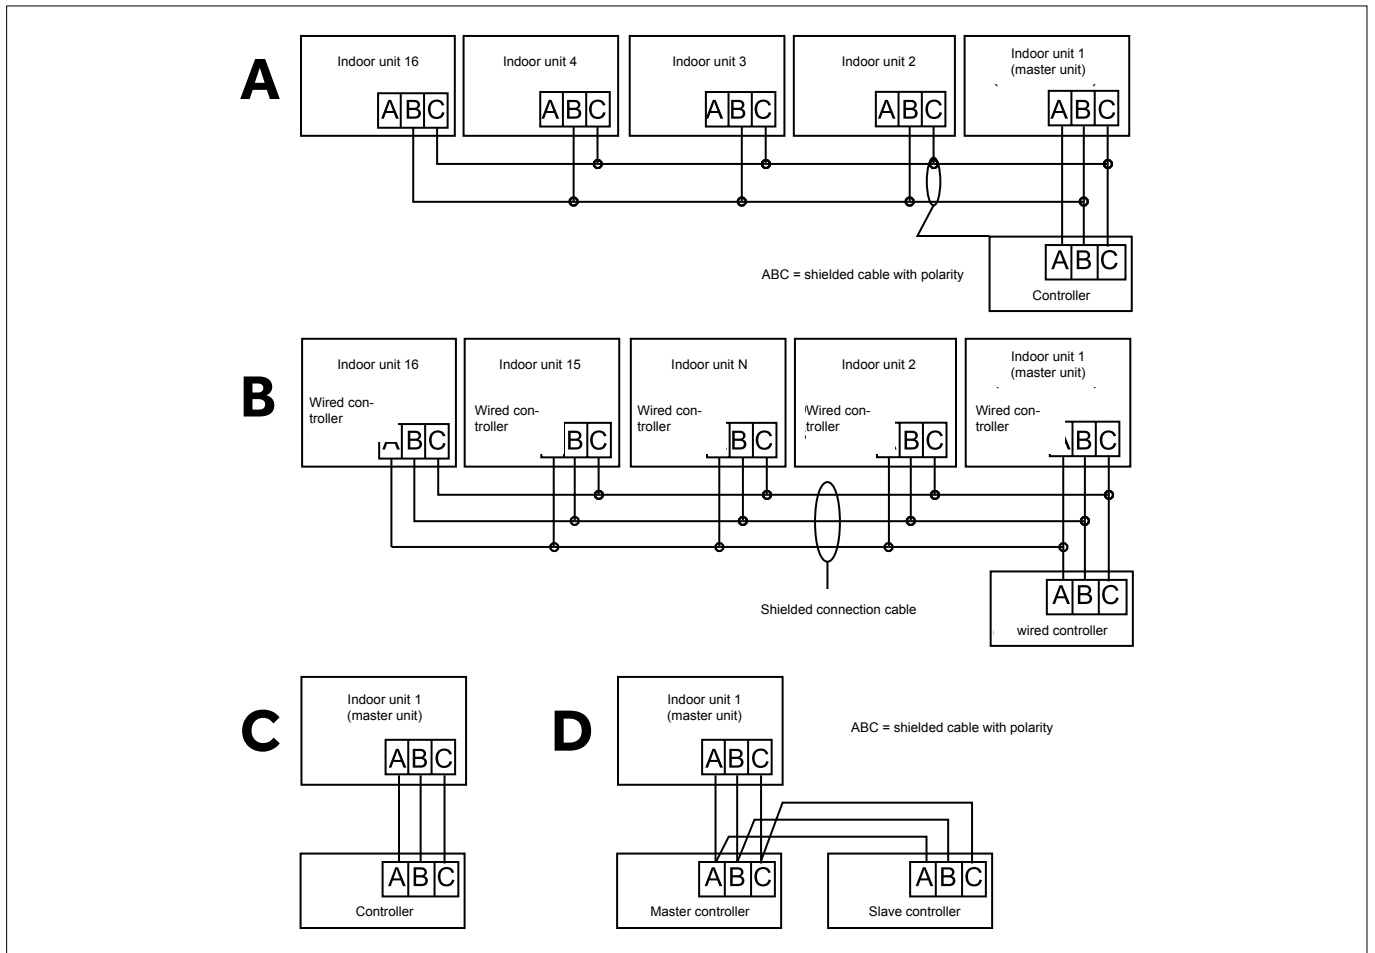 A
Indoor unit 16
Indoor unit 4
Indoor unit 3
Indoor unit 2
Indoor unit 1
(master unit)
A B C
A B C
A B C
A B C
A B C
ABC = shielded cable with polarity
A B C
Controller
B
Indoor unit 16
Indoor unit 15
Indoor unit N
Indoor unit 2
Indoor unit 1
(master unit)
Wired con-
troller
Wired con-
troller
Wired con-
troller
Wired con-
troller
Wired con-
troller
B C
B C
B C
B C
B C
Shielded connection cable
A B C
wired controller
C
Indoor unit 1
(master unit)
A B C
A B C
Controller
D
Indoor unit 1
(master unit)
A B C
ABC = shielded cable with polarity
A B C
Master controller
A B C
Slave controller